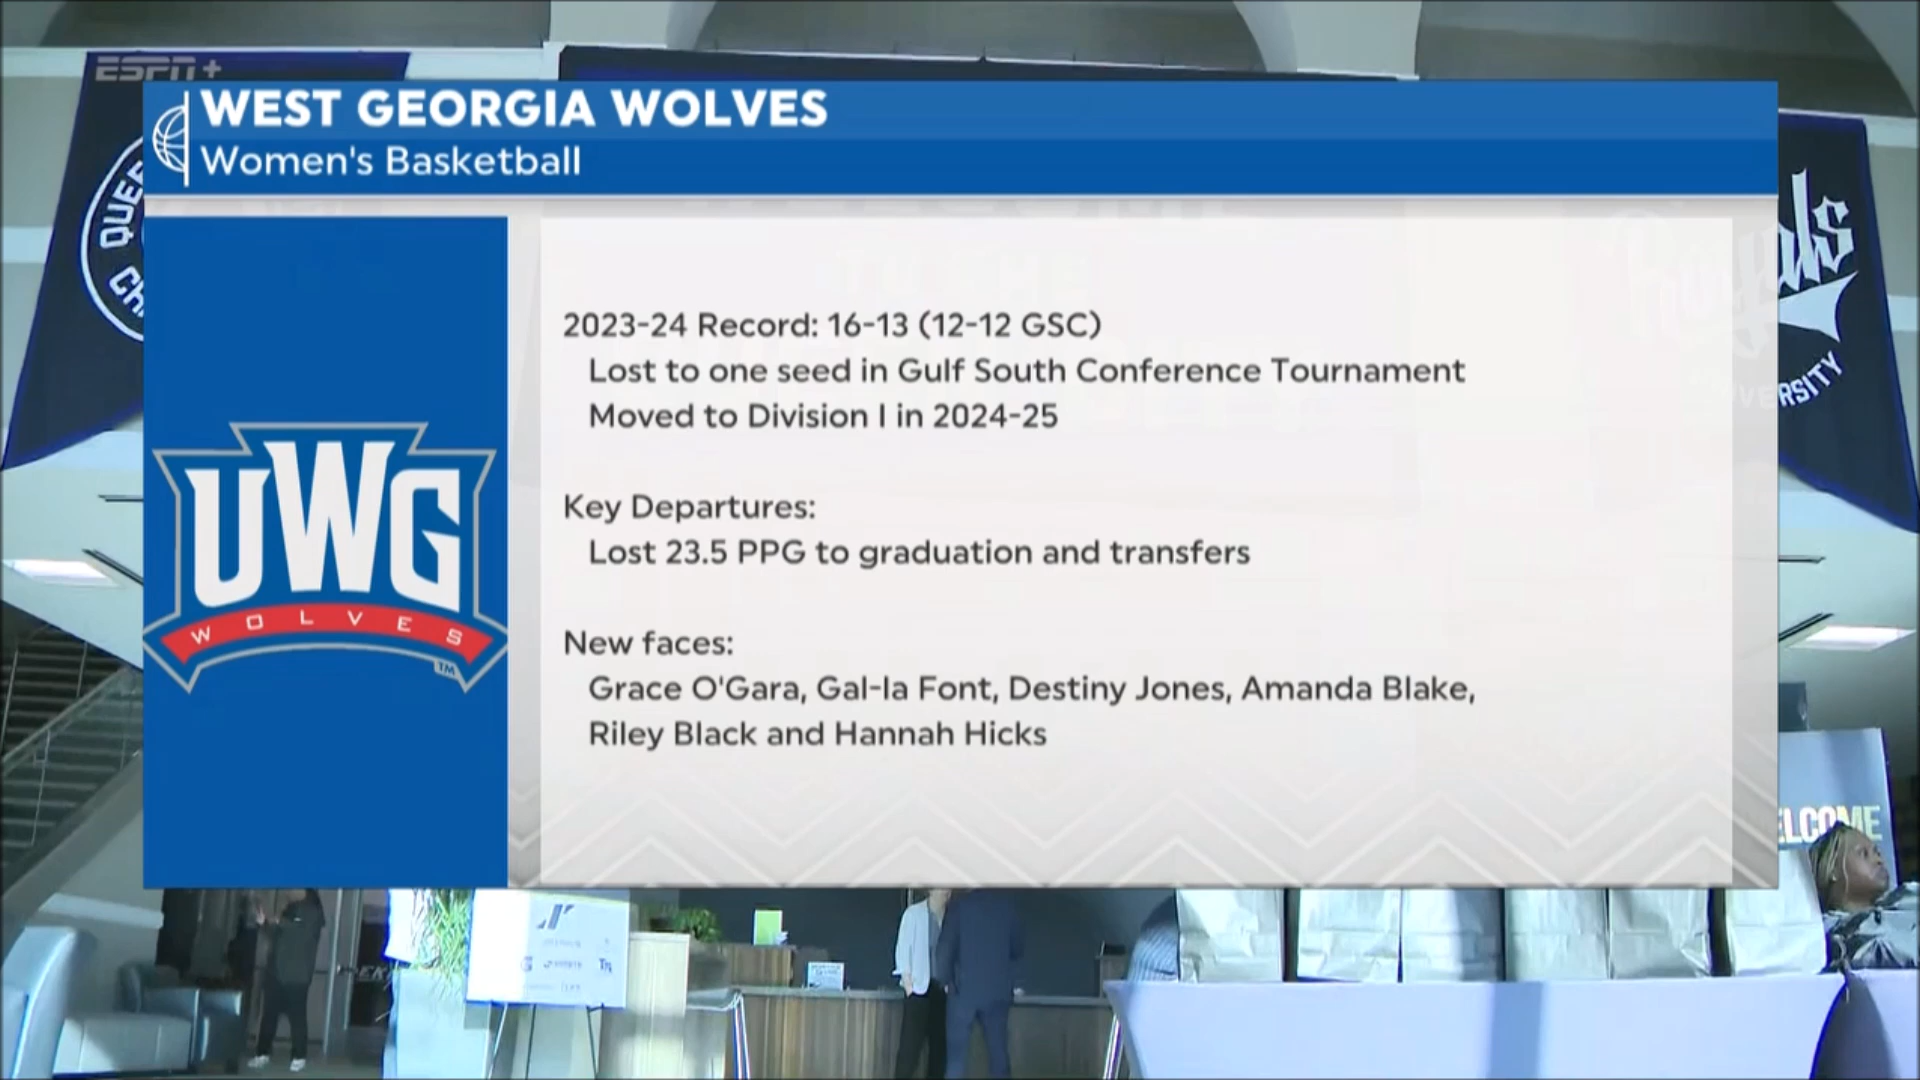 ESPN+
WEST GEORGIA WOLVES
Women's Basketball
2023-24 Record: 16-13 (12-12 GSC)
Lost to one seed in Gulf South Conference Tournament
Moved to Division I in 2024-25
Key Departures:
Lost 23.5 PPG to graduation and transfers
New faces:
Grace O'Gara, Gal-la Font, Destiny Jones, Amanda Blake,
Riley Black and Hannah Hicks
UWG
WOLVES
TM